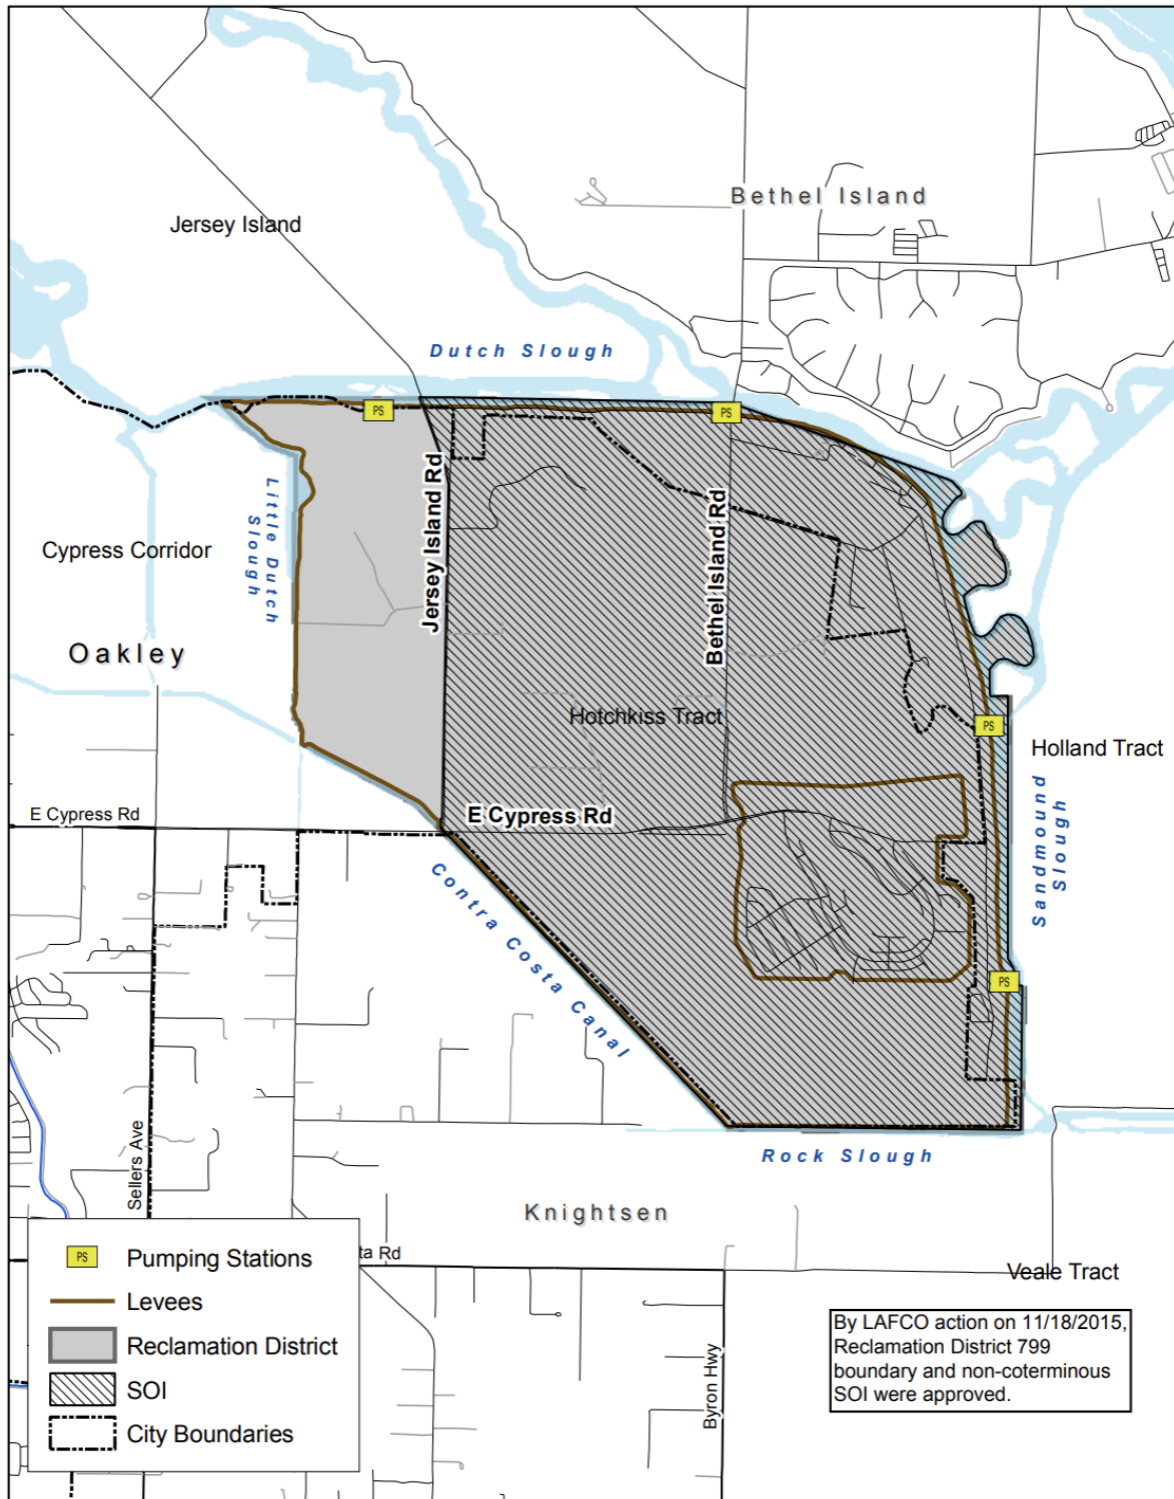 Bethel Island
Jersey Island
Dutch Slough
PS
PS
Jersey Island Rd
Little Dutch
Slough
Bethel Island Rd
Cypress Corridor
Oakley
Hotchkiss Tract
PS
Holland Tract
E Cypress Rd
E Cypress Rd
Sandmound
Slough
Contra Costa Canal
PS
Rock Slough
Sellers Ave
Knightsen
ta Rd
Veale Tract
Byron Hwy
PS Pumping Stations
Levees
Reclamation District
SOI
City Boundaries
By LAFCO action on 11/18/2015,
Reclamation District 799
boundary and non-coterminous
SOI were approved.